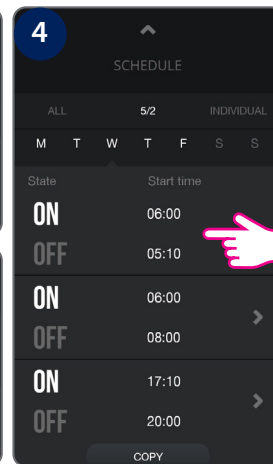 4
SCHEDULE
ALL 5/2 INDIVIDUAL
M T W T F S S
State Start time
ON 06:00
OFF 05:10
ON 06:00
OFF 08:00
ON 17:10
OFF 20:00
COPY